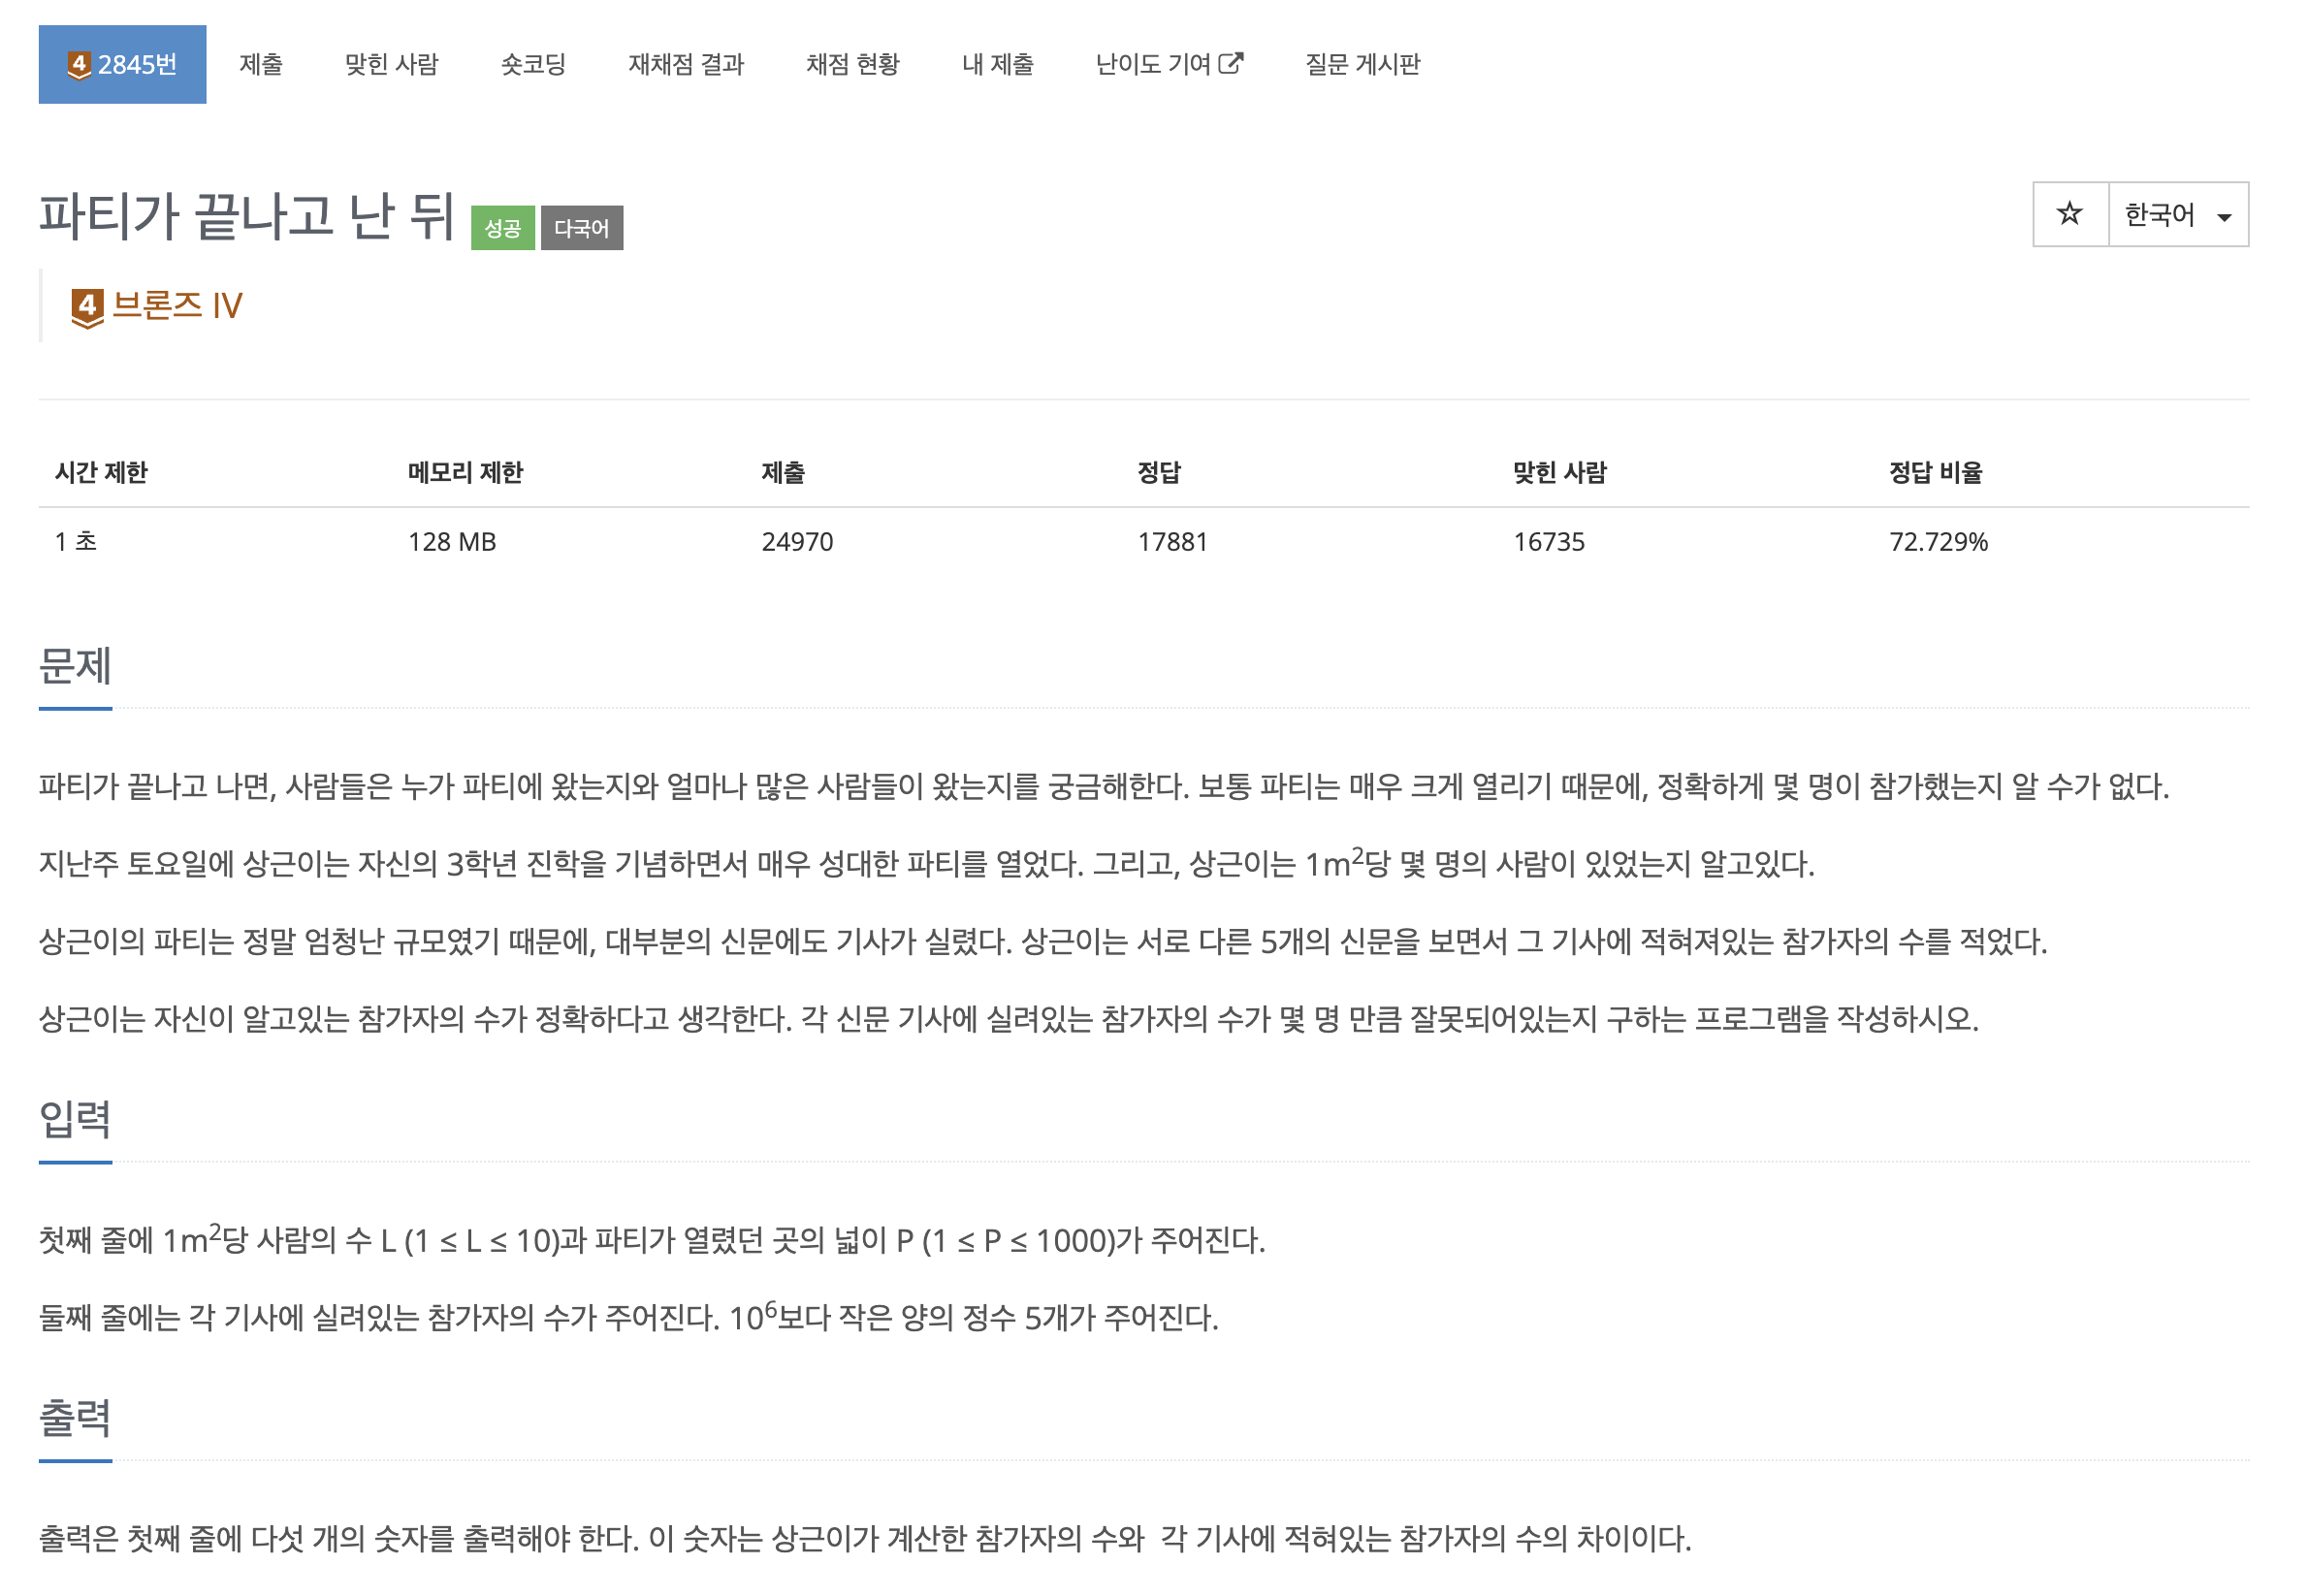 4 2845번 제출 맞힌 사람 숏코딩 재채점 결과 채점 현황 내 제출 난이도 기여 질문 게시판
파티가 끝나고 난 뒤 성공 다국어 ☆ 한국어
4 브론즈 IV
시간 제한 메모리 제한 제출 정답 맞힌 사람 정답 비율
1 초 128 MB 24970 17881 16735 72.729%
문제
파티가 끝나고 나면, 사람들은 누가 파티에 왔는지와 얼마나 많은 사람들이 왔는지를 궁금해한다. 보통 파티는 매우 크게 열리기 때문에, 정확하게 몇 명이 참가했는지 알 수가 없다.
지난주 토요일에 상근이는 자신의 3학년 진학을 기념하면서 매우 성대한 파티를 열었다. 그리고, 상근이는 1m²당 몇 명의 사람이 있었는지 알고있다.
상근이의 파티는 정말 엄청난 규모였기 때문에, 대부분의 신문에도 기사가 실렸다. 상근이는 서로 다른 5개의 신문을 보면서 그 기사에 적혀져있는 참가자의 수를 적었다.
상근이는 자신이 알고있는 참가자의 수가 정확하다고 생각한다. 각 신문 기사에 실려있는 참가자의 수가 몇 명 만큼 잘못되어있는지 구하는 프로그램을 작성하시오.
입력
첫째 줄에 1m²당 사람의 수 L (1 ≤ L ≤ 10)과 파티가 열렸던 곳의 넓이 P (1 ≤ P ≤ 1000)가 주어진다.
둘째 줄에는 각 기사에 실려있는 참가자의 수가 주어진다. 10⁶보다 작은 양의 정수 5개가 주어진다.
출력
출력은 첫째 줄에 다섯 개의 숫자를 출력해야 한다. 이 숫자는 상근이가 계산한 참가자의 수와 각 기사에 적혀있는 참가자의 수의 차이이다.